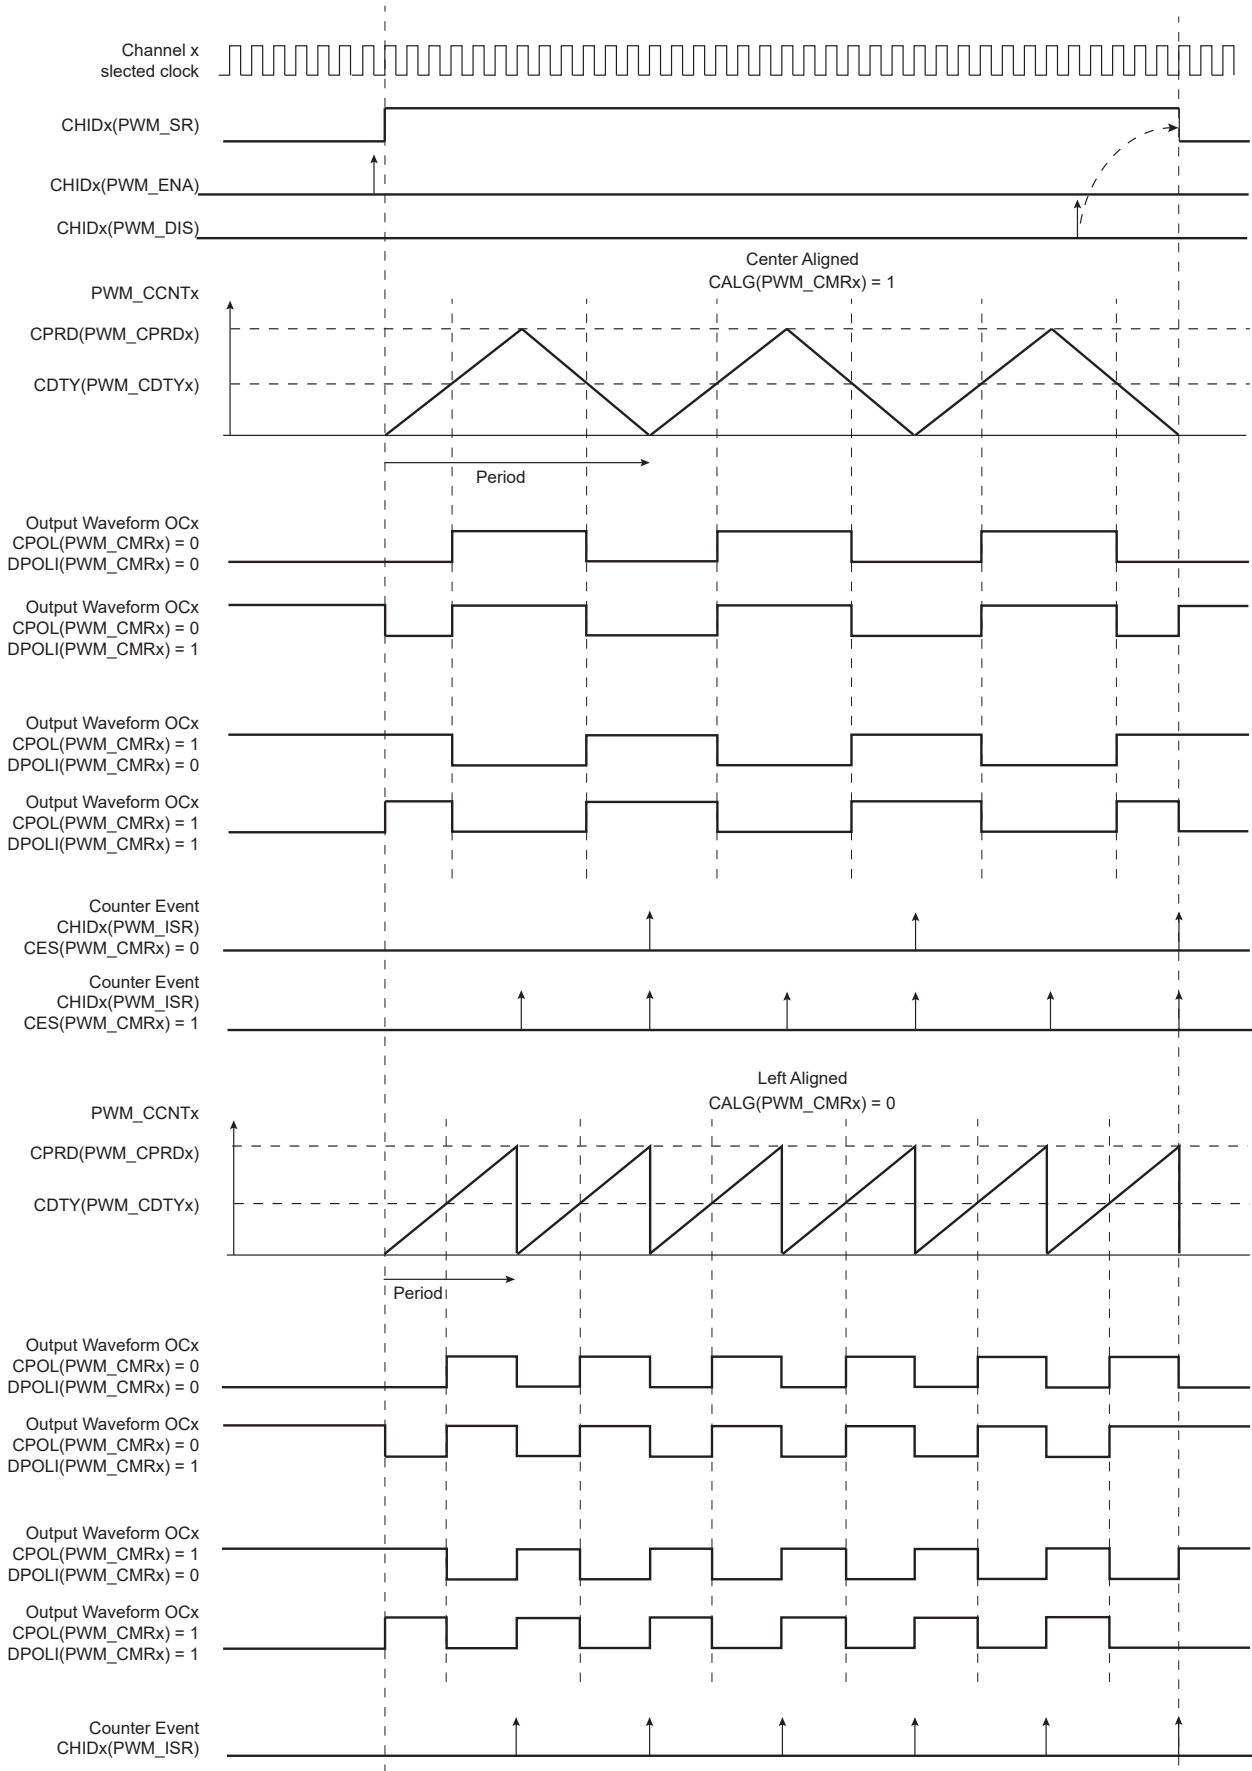 Channel x
slected clock
CHIDx(PWM_SR)
CHIDx(PWM_ENA)
CHIDx(PWM_DIS)
Center Aligned
CALG(PWM_CMRx) = 1
PWM_CCNTx
CPRD(PWM_CPRDx)
CDTY(PWM_CDTYx)
Period
Output Waveform OCx
CPOL(PWM_CMRx) = 0
DPOLI(PWM_CMRx) = 0
Output Waveform OCx
CPOL(PWM_CMRx) = 0
DPOLI(PWM_CMRx) = 1
Output Waveform OCx
CPOL(PWM_CMRx) = 1
DPOLI(PWM_CMRx) = 0
Output Waveform OCx
CPOL(PWM_CMRx) = 1
DPOLI(PWM_CMRx) = 1
Counter Event
CHIDx(PWM_ISR)
CES(PWM_CMRx) = 0
Counter Event
CHIDx(PWM_ISR)
CES(PWM_CMRx) = 1
Left Aligned
CALG(PWM_CMRx) = 0
PWM_CCNTx
CPRD(PWM_CPRDx)
CDTY(PWM_CDTYx)
Period
Output Waveform OCx
CPOL(PWM_CMRx) = 0
DPOLI(PWM_CMRx) = 0
Output Waveform OCx
CPOL(PWM_CMRx) = 0
DPOLI(PWM_CMRx) = 1
Output Waveform OCx
CPOL(PWM_CMRx) = 1
DPOLI(PWM_CMRx) = 0
Output Waveform OCx
CPOL(PWM_CMRx) = 1
DPOLI(PWM_CMRx) = 1
Counter Event
CHIDx(PWM_ISR)